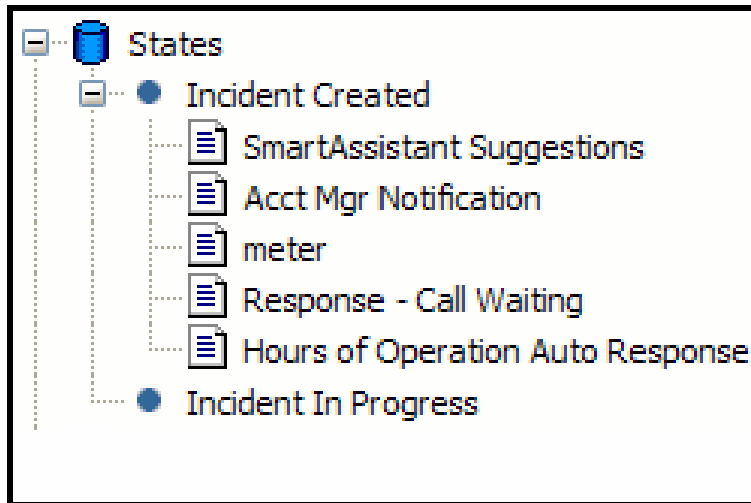 States
Incident Created
SmartAssistant Suggestions
Acct Mgr Notification
meter
Response - Call Waiting
Hours of Operation Auto Response
Incident In Progress